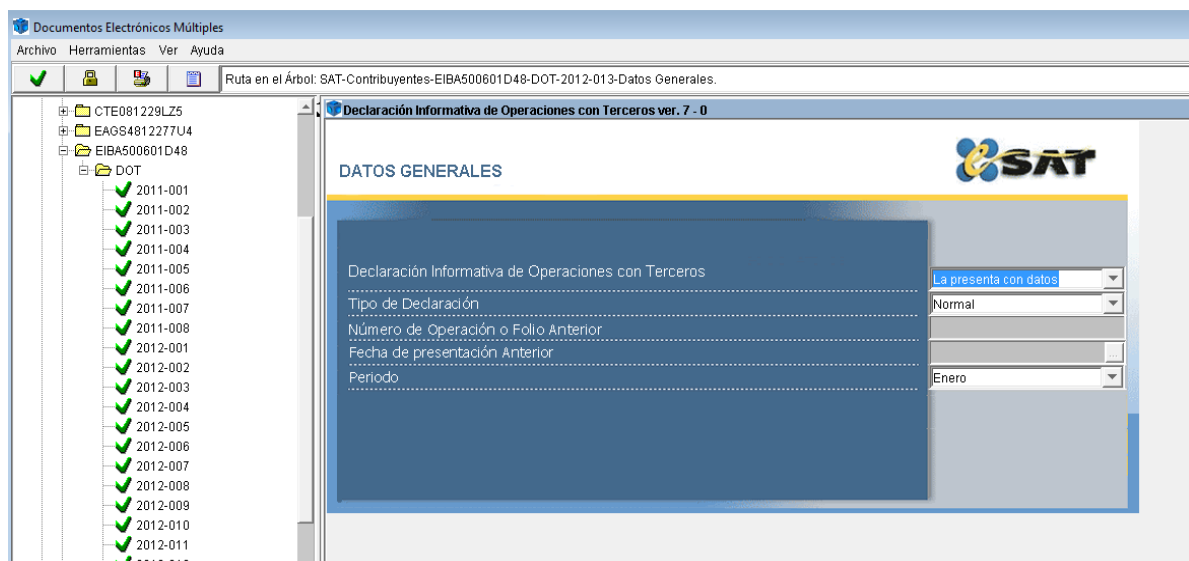 Documentos Electrónicos Múltiples
Archivo Herramientas Ver Ayuda
Ruta en el Árbol: SAT-Contribuyentes-EIBA500601D48-DOT-2012-013-Datos Generales.
CTE081229LZ5
EAGS4812277U4
EIBA500601D48
DOT
2011-001
2011-002
2011-003
2011-004
2011-005
2011-006
2011-007
2011-008
2012-001
2012-002
2012-003
2012-004
2012-005
2012-006
2012-007
2012-008
2012-009
2012-010
2012-011
Declaración Informativa de Operaciones con Terceros ver. 7 - 0
DATOS GENERALES
eSAT
Declaración Informativa de Operaciones con Terceros
La presenta con datos
Tipo de Declaración
Normal
Número de Operación o Folio Anterior
Fecha de presentación Anterior
...
Periodo
Enero